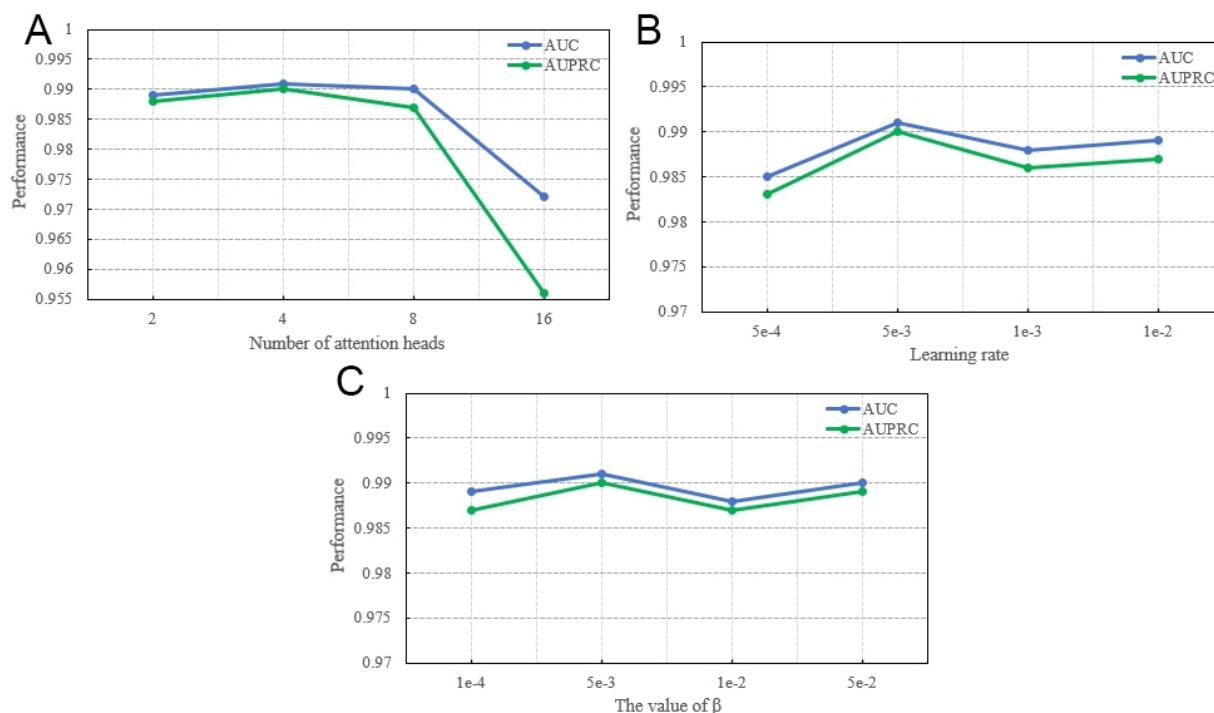 A
1
0.995
0.99
0.985
0.98
0.975
0.97
0.965
0.96
0.955
Performance
AUC
AUPRC
2 4 8 16
Number of attention heads
B
1
0.995
0.99
0.985
0.98
0.975
0.97
Performance
AUC
AUPRC
5e-4 5e-3 1e-3 1e-2
Learning rate
C
1
0.995
0.99
0.985
0.98
0.975
0.97
Performance
AUC
AUPRC
1e-4 5e-3 1e-2 5e-2
The value of β